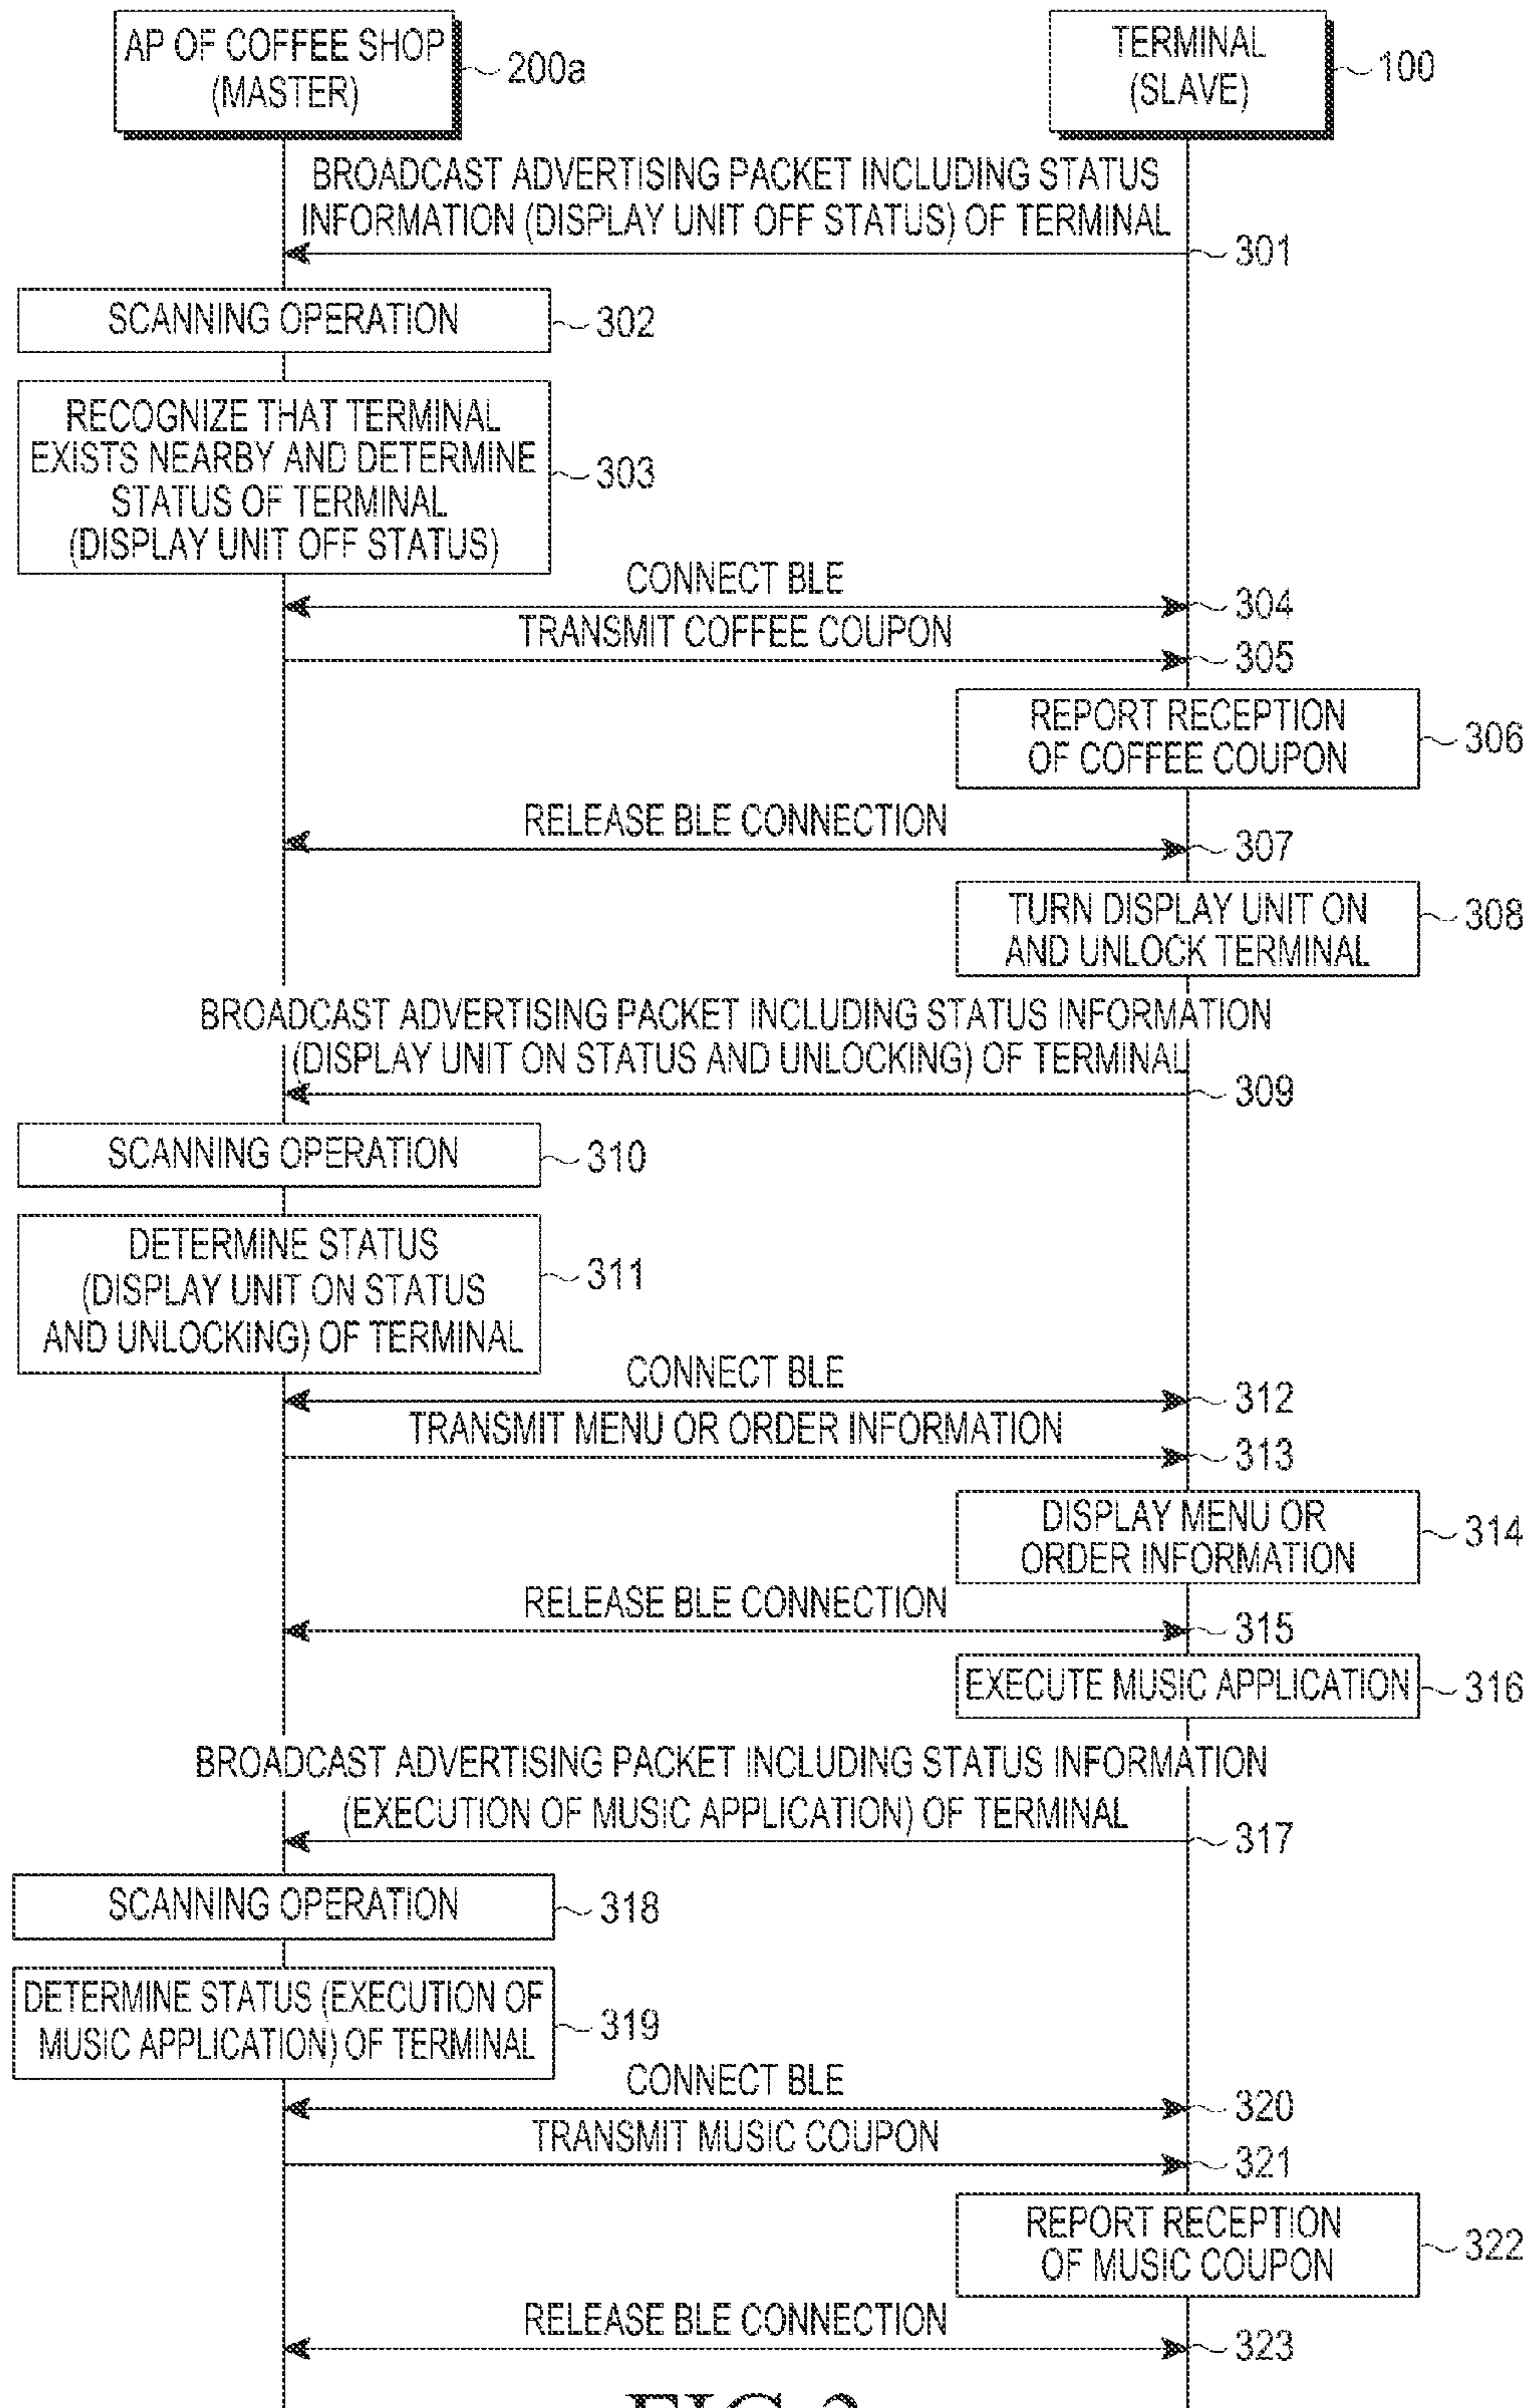 AP OF COFFEE SHOP
(MASTER)
200a
TERMINAL
(SLAVE)
100
BROADCAST ADVERTISING PACKET INCLUDING STATUS
INFORMATION (DISPLAY UNIT OFF STATUS) OF TERMINAL
301
SCANNING OPERATION
302
RECOGNIZE THAT TERMINAL
EXISTS NEARBY AND DETERMINE
STATUS OF TERMINAL
(DISPLAY UNIT OFF STATUS)
303
CONNECT BLE
304
TRANSMIT COFFEE COUPON
305
REPORT RECEPTION
OF COFFEE COUPON
306
RELEASE BLE CONNECTION
307
TURN DISPLAY UNIT ON
AND UNLOCK TERMINAL
308
BROADCAST ADVERTISING PACKET INCLUDING STATUS INFORMATION
(DISPLAY UNIT ON STATUS AND UNLOCKING) OF TERMINAL
309
SCANNING OPERATION
310
DETERMINE STATUS
(DISPLAY UNIT ON STATUS
AND UNLOCKING) OF TERMINAL
311
CONNECT BLE
312
TRANSMIT MENU OR ORDER INFORMATION
313
DISPLAY MENU OR
ORDER INFORMATION
314
RELEASE BLE CONNECTION
315
EXECUTE MUSIC APPLICATION
316
BROADCAST ADVERTISING PACKET INCLUDING STATUS INFORMATION
(EXECUTION OF MUSIC APPLICATION) OF TERMINAL
317
SCANNING OPERATION
318
DETERMINE STATUS (EXECUTION OF
MUSIC APPLICATION) OF TERMINAL
319
CONNECT BLE
320
TRANSMIT MUSIC COUPON
321
REPORT RECEPTION
OF MUSIC COUPON
322
RELEASE BLE CONNECTION
323